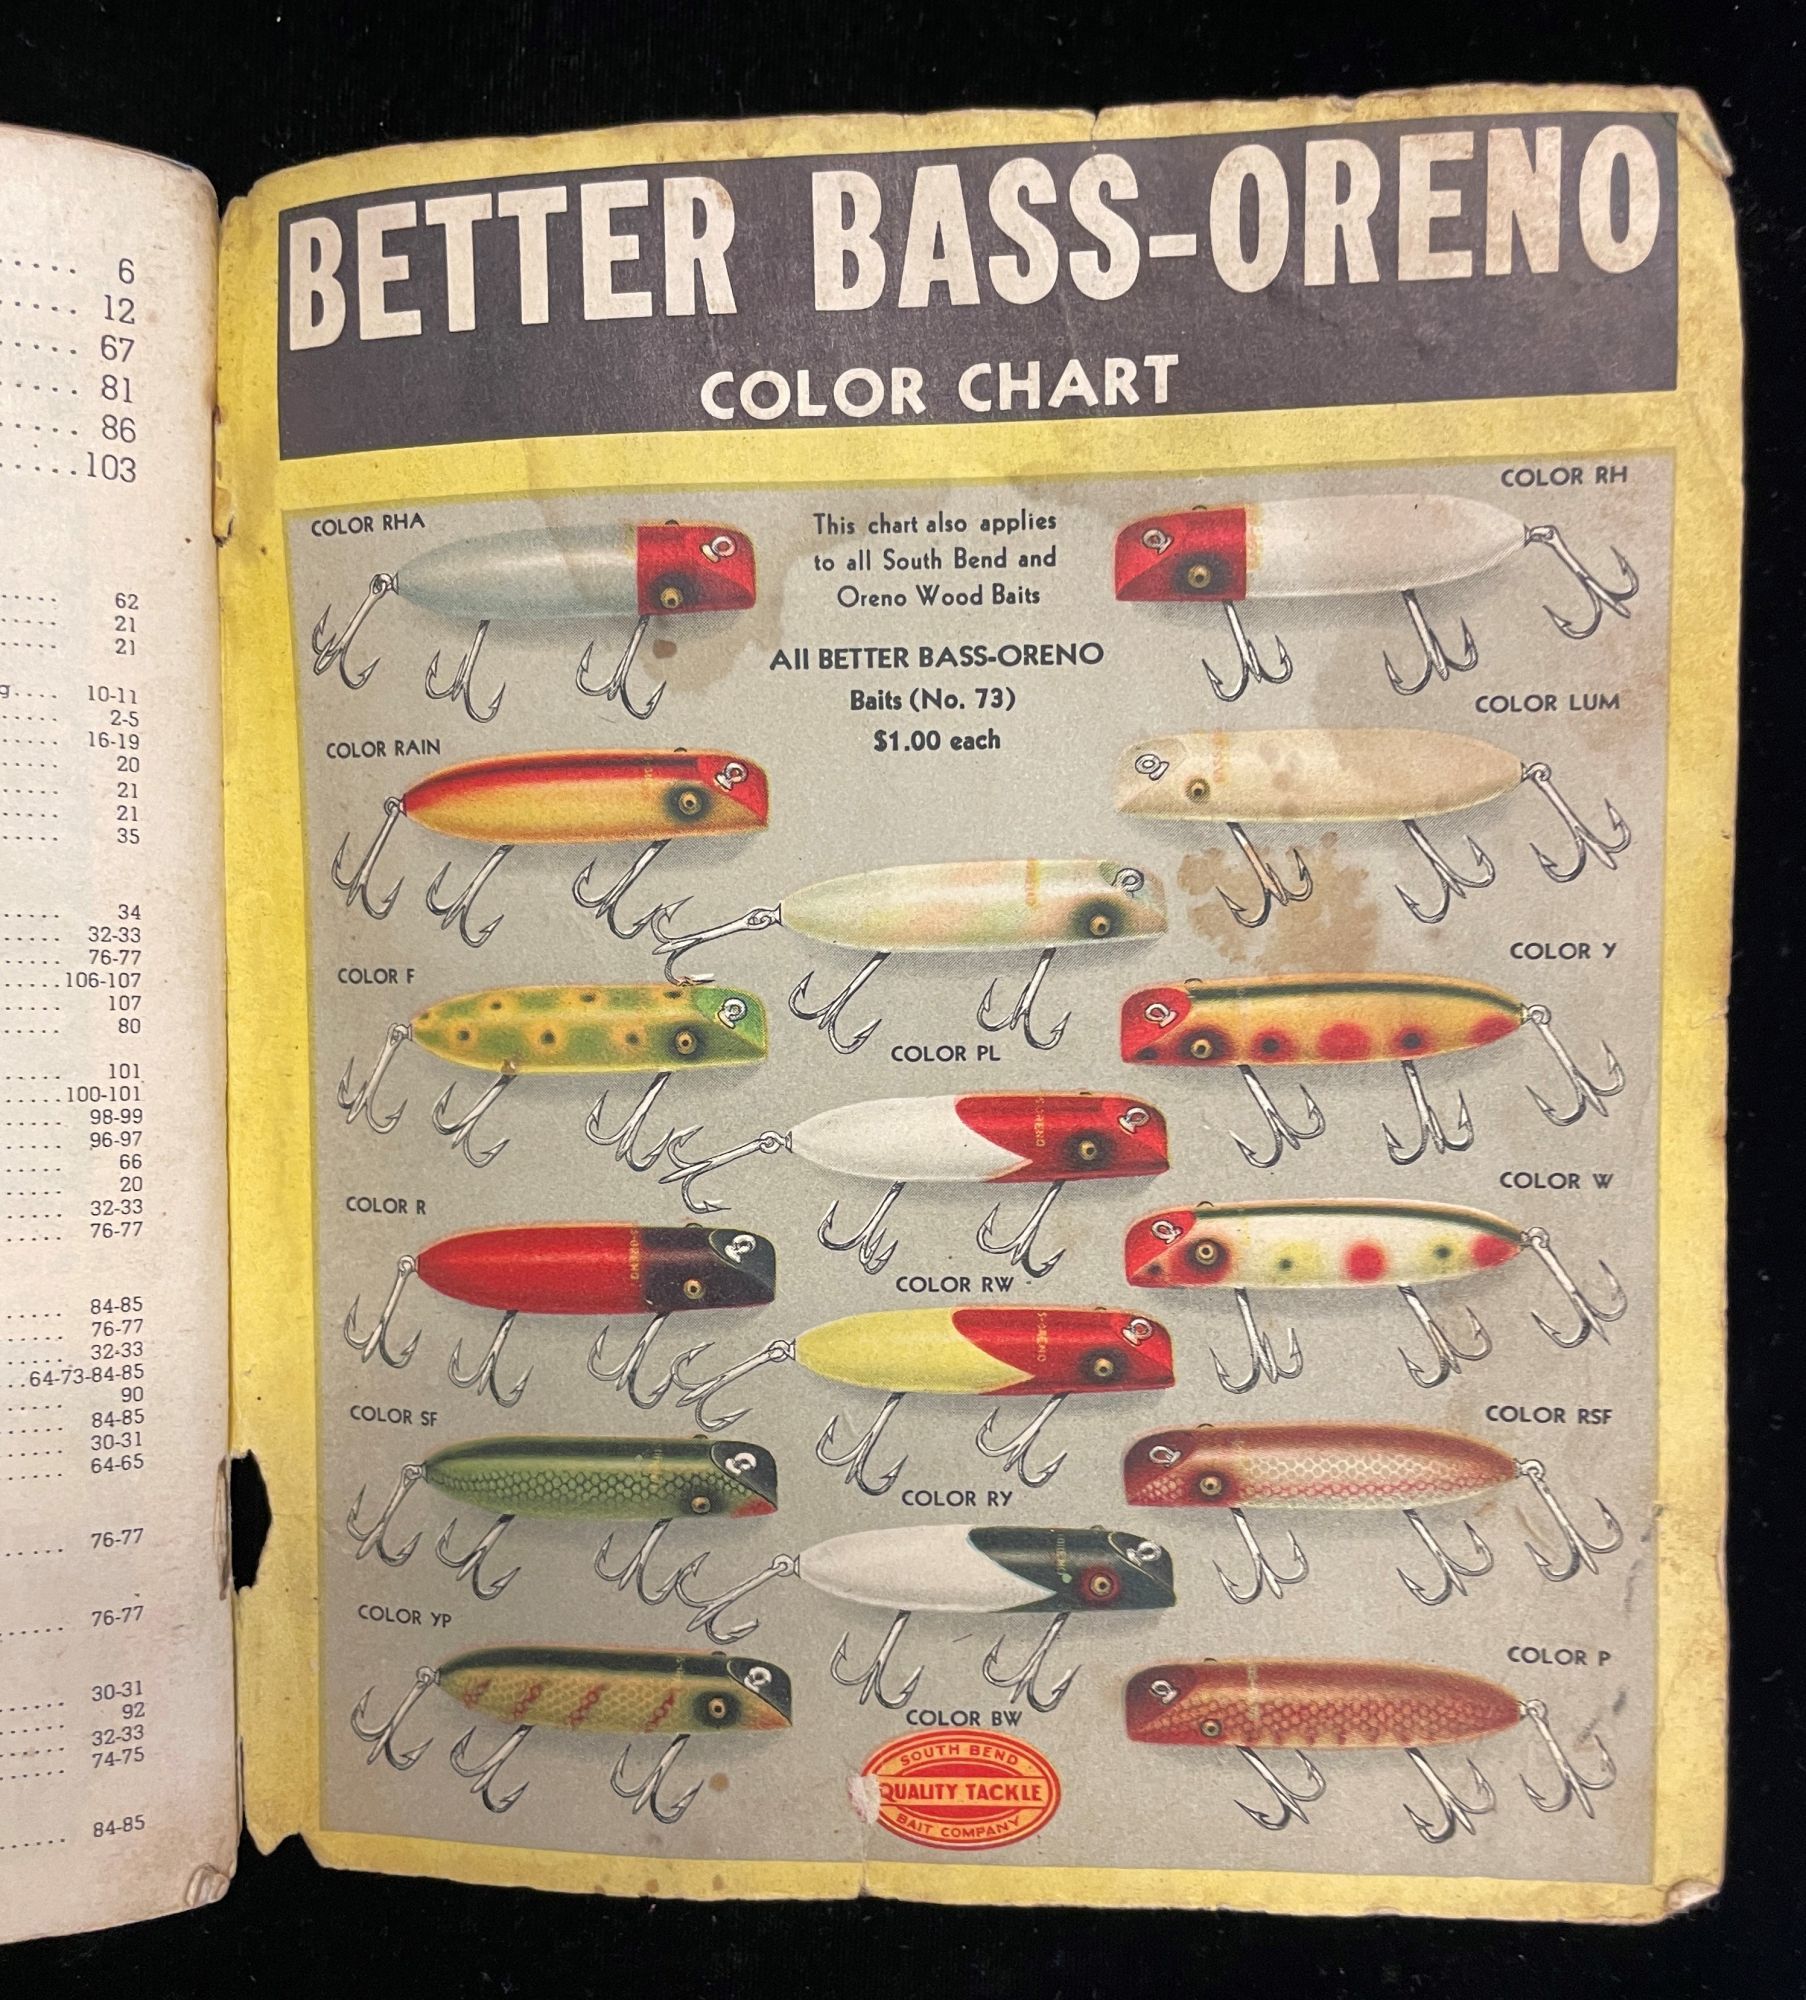 6
12
67
81
86
103
62
21
21
g.... 10-11
2-5
16-19
20
21
21
35
34
32-33
76-77
106-107
107
80
101
100-101
98-99
96-97
66
20
32-33
76-77
84-85
76-77
32-33
64-73-84-85
90
84-85
30-31
64-65
76-77
76-77
30-31
92
32-33
74-75
84-85
BETTER BASS-ORENO
COLOR CHART
COLOR RHA
This chart also applies
to all South Bend and
Oreno Wood Baits
COLOR RH
All BETTER BASS-ORENO
Baits (No. 73)
$1.00 each
COLOR RAIN
COLOR LUM
COLOR F
COLOR PL
COLOR Y
COLOR R
COLOR RW
COLOR W
COLOR SF
COLOR RY
COLOR RSF
COLOR YP
COLOR BW
COLOR P
SOUTH BEND
QUALITY TACKLE
BAIT COMPANY